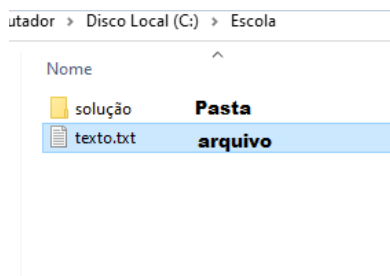 utador > Disco Local (C:) > Escola
Nome
solução Pasta
texto.txt arquivo